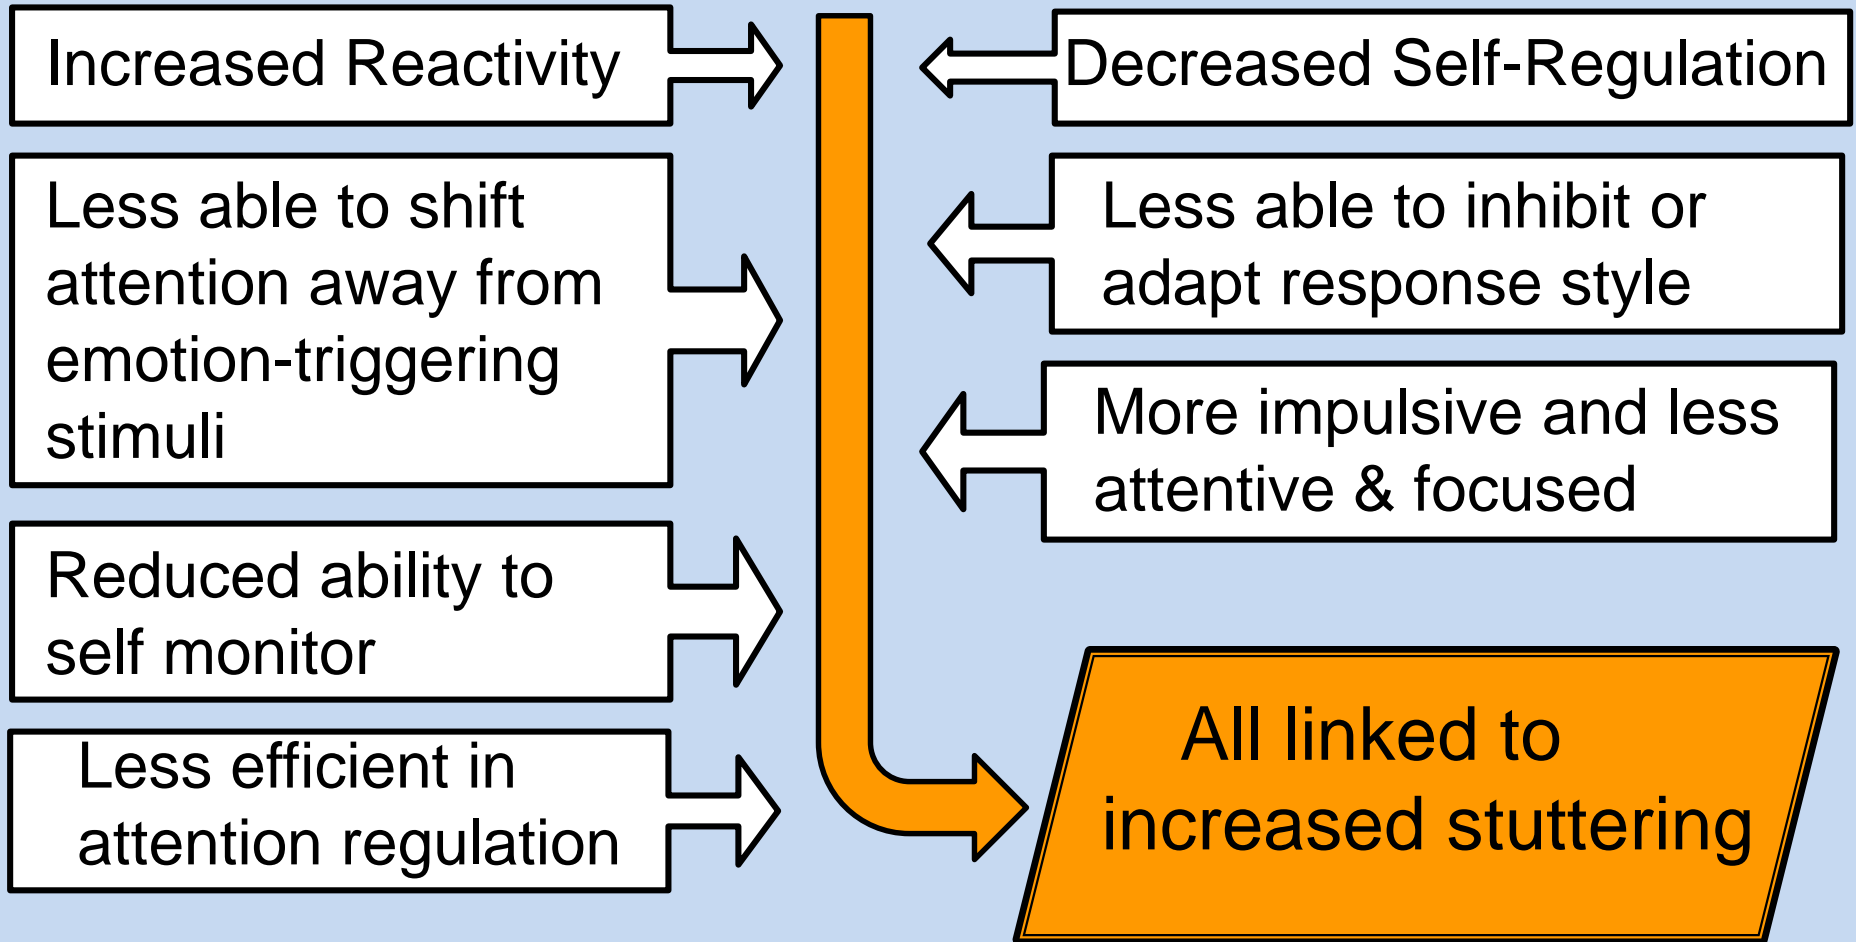 Increased Reactivity
Less able to shift
attention away from
emotion-triggering
stimuli
Reduced ability to
self monitor
Less efficient in
attention regulation
Decreased Self-Regulation
Less able to inhibit or
adapt response style
More impulsive and less
attentive & focused
All linked to
increased stuttering